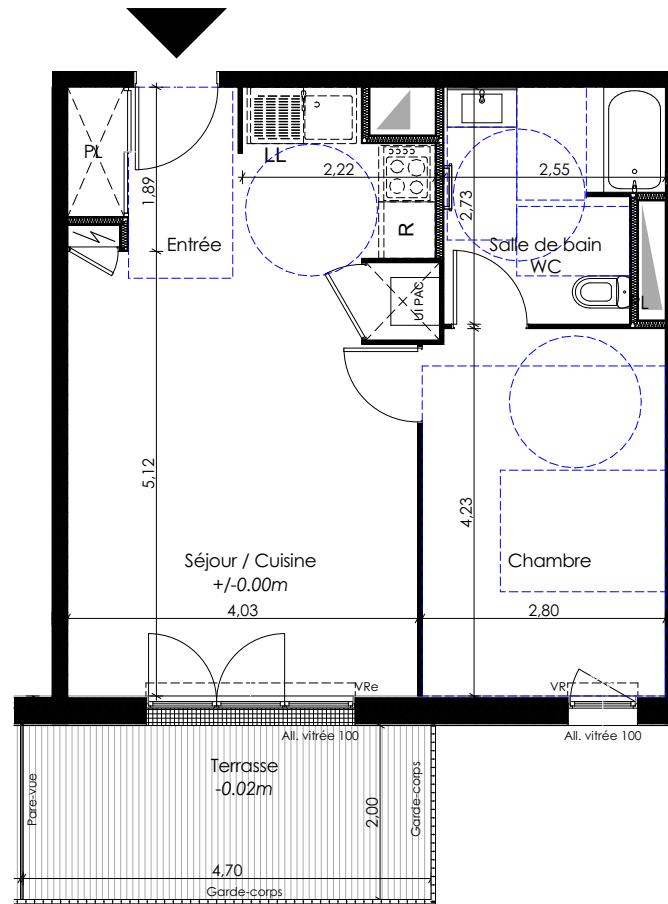 PL
1,89
LL
2,22
2,55
2,73
R
Entrée
Salle de bain
WC
UI PAC
L
5,12
4,23
Séjour / Cuisine
+/-0.00m
Chambre
4,03
2,80
VRe
VR
All. vitrée 100
All. vitrée 100
Terrasse
-0.02m
Pare-vue
2,00
Garde-corps
4,70
Garde-corps